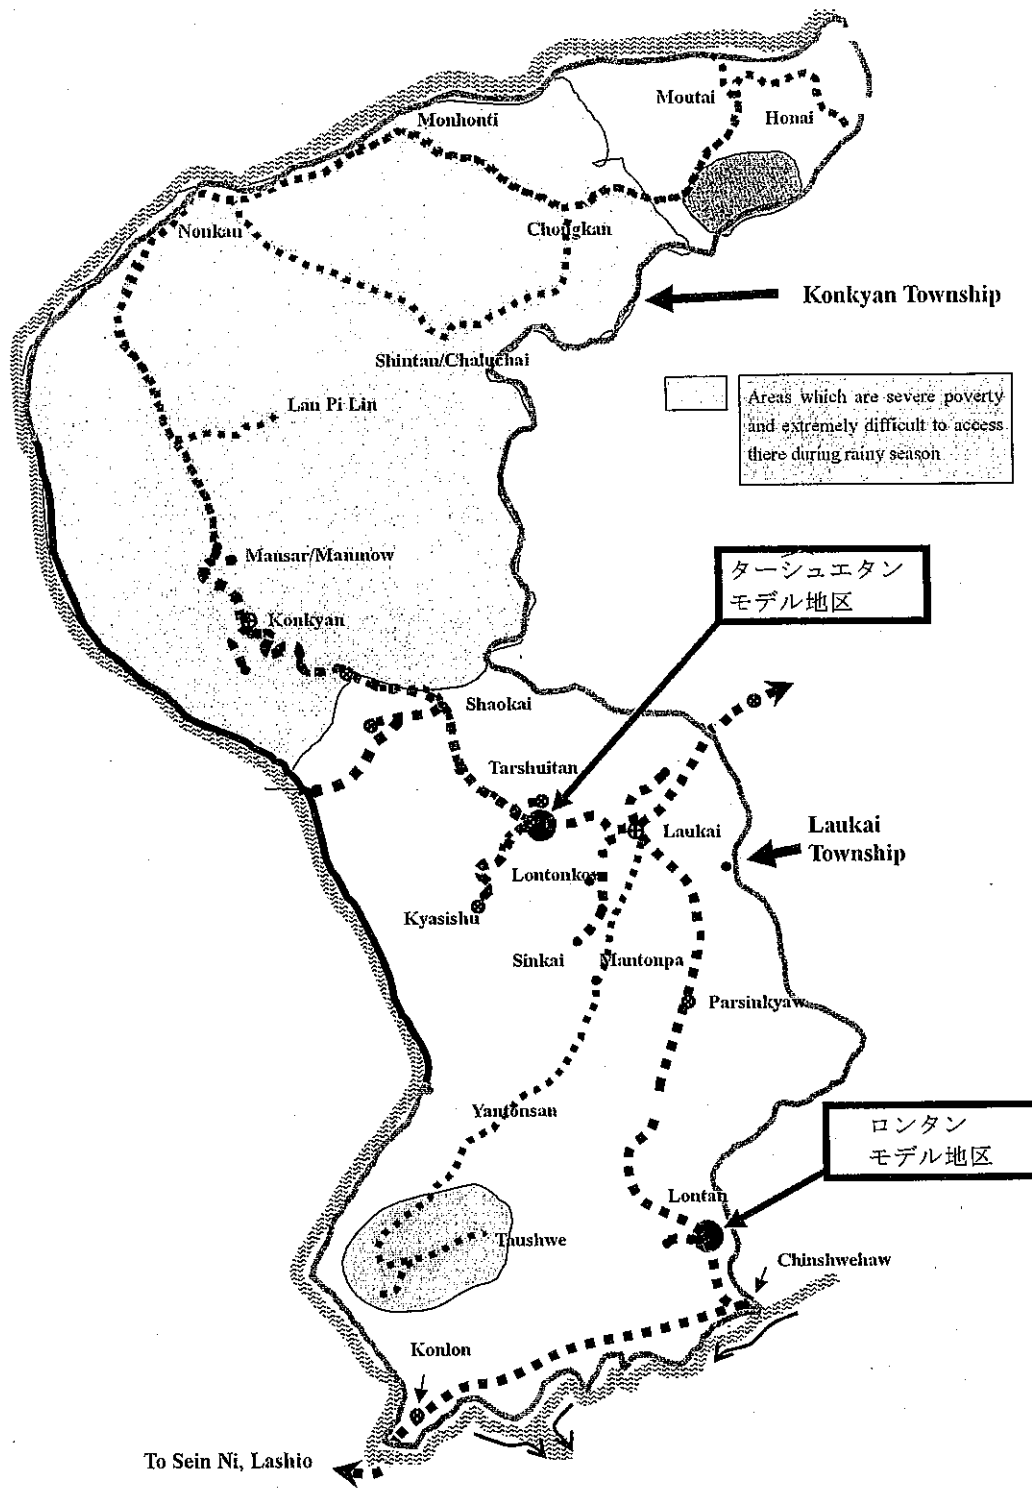 Moutai
Honai
Monhonti
Nonkan
Chongkan
Konkyan Township
Shintan/Chaluchai
Lau Pi Lin
Areas which are severe poverty
and extremely difficult to access
there during rainy season
Mansar/Manmow
ターシュエタン
モデル地区
Konkyan
Shaokai
Tarshuitan
Laukai
Laukai
Township
Lontonkow
Kyasishu
Sinkai
Mantonpa
Parsinkyaw
Yantonsan
ロンタン
モデル地区
Lontan
Taushwe
Chinshwehaw
Konlon
To Sein Ni, Lashio